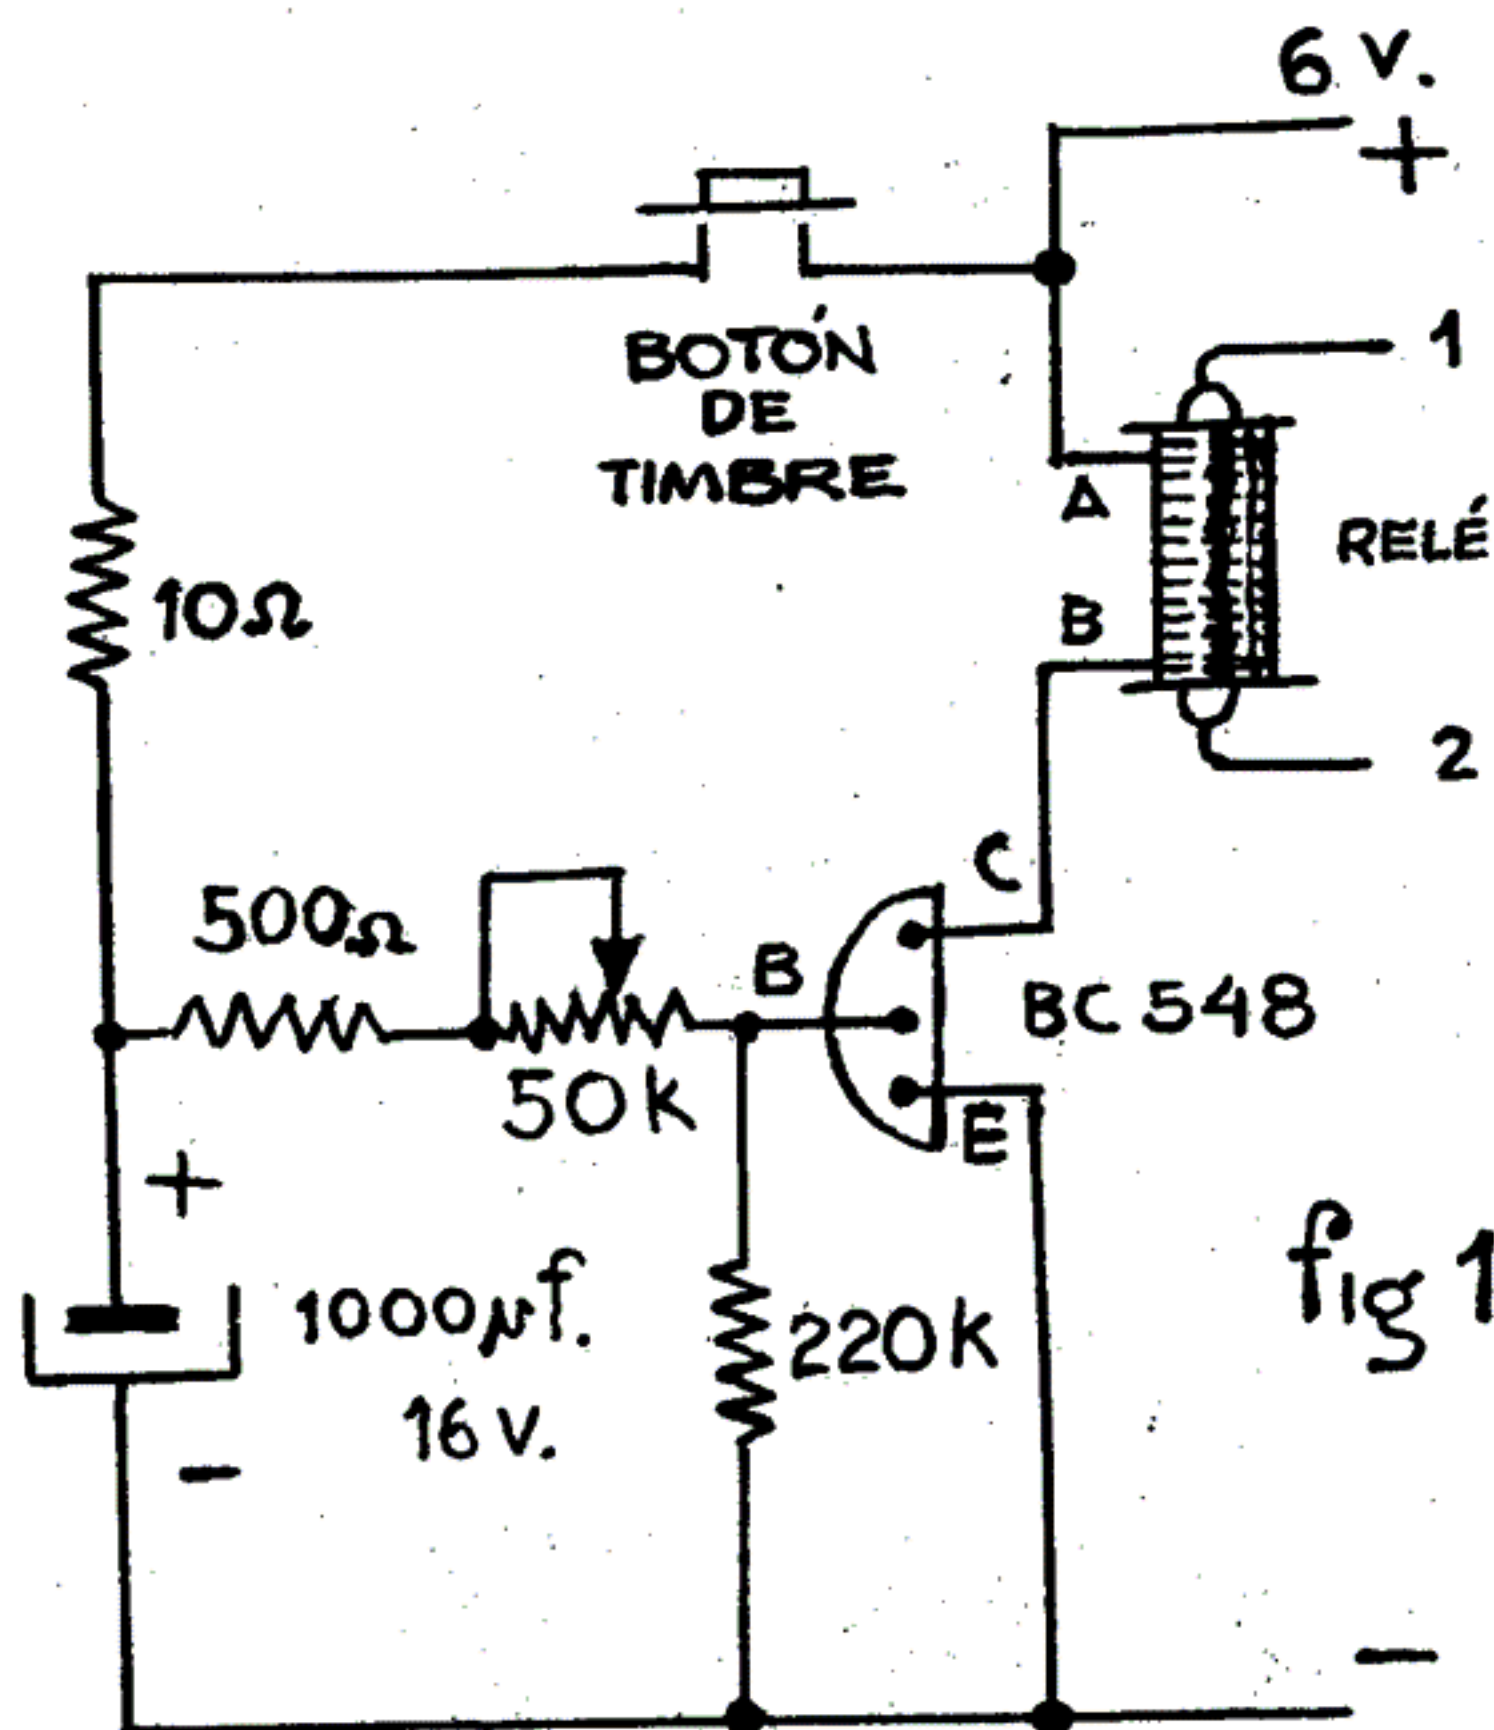 6 V.
+
BOTÓN
DE
TIMBRE
1
A
RELÉ
B
2
10Ω
C
500Ω
B
BC 548
50K
E
+
fig 1
1000µf.
220K
16 V.
-
-